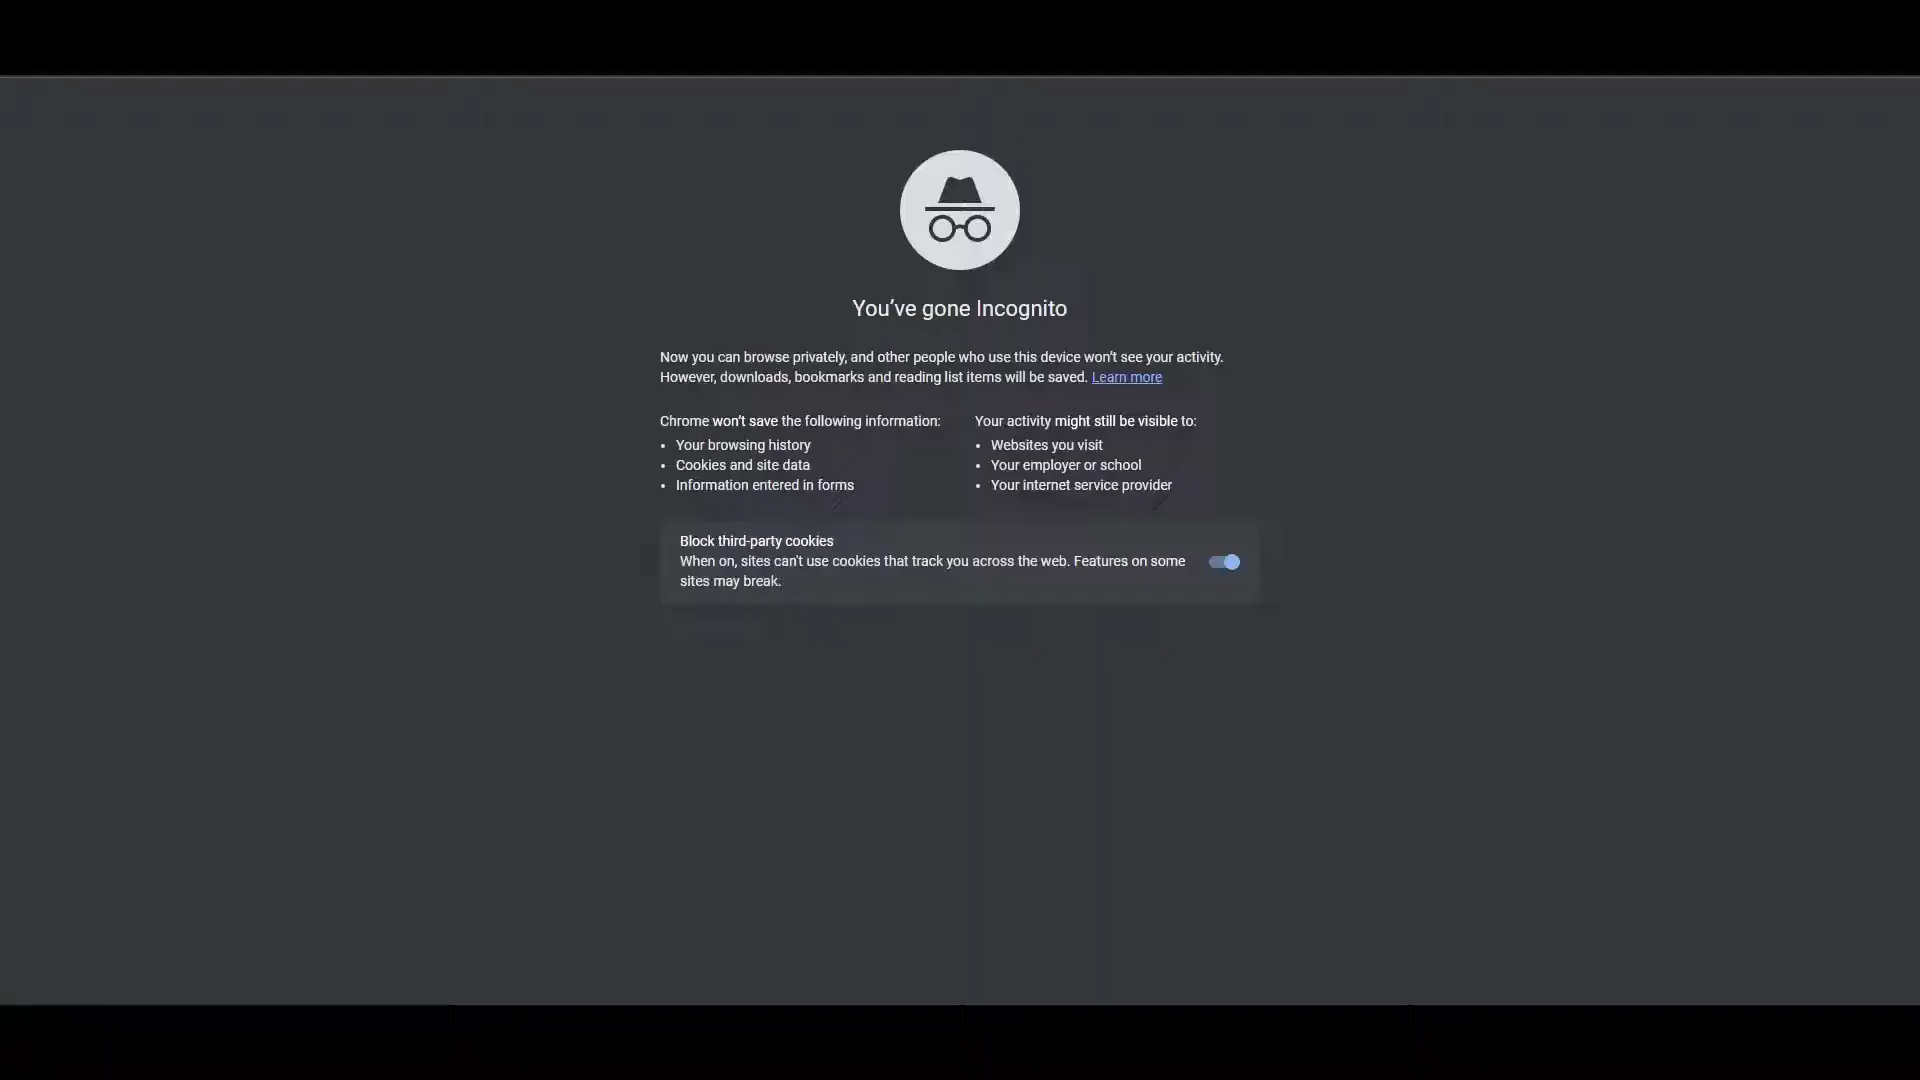 You’ve gone Incognito
Now you can browse privately, and other people who use this device won’t see your activity.
However, downloads, bookmarks and reading list items will be saved. Learn more
Chrome won’t save the following information:
• Your browsing history
• Cookies and site data
• Information entered in forms
Your activity might still be visible to:
• Websites you visit
• Your employer or school
• Your internet service provider
Block third-party cookies
When on, sites can't use cookies that track you across the web. Features on some
sites may break.